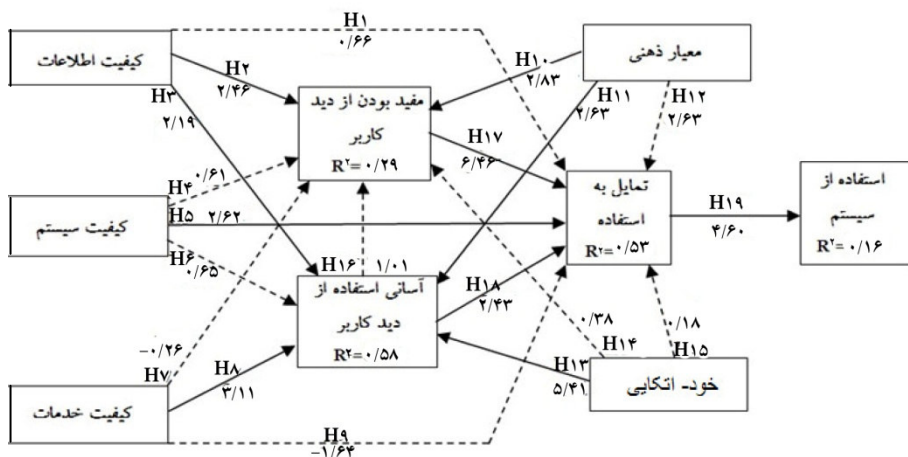 H۱
۰/۶۶
کیفیت اطلاعات
معیار ذهنی
H۲
۲/۴۶
H۱۰
۲/۸۳
H۳
۲/۱۹
H۱۱
۲/۶۳
H۱۲
۲/۶۳
مفید بودن از دید
کاربر
R۲=۰/۲۹
H۱۷
۶/۴۶
H۴
۰/۶۱
کیفیت سیستم
H۵
۲/۶۲
H۶
۰/۶۵
تمایل به
استفاده
R۲=۰/۵۳
H۱۹
۴/۶۰
استفاده از
سیستم
R۲=۰/۱۶
H۱۶
۱/۰۱
آسانی استفاده از
دید کاربر
R۲=۰/۵۸
H۱۸
۲/۴۳
-۰/۲۶
H۷
H۸
۳/۱۱
۰/۳۸
H۱۴
۰/۱۸
H۱۵
H۱۳
۵/۴۱
کیفیت خدمات
خود- اتکایی
H۹
-۱/۶۴